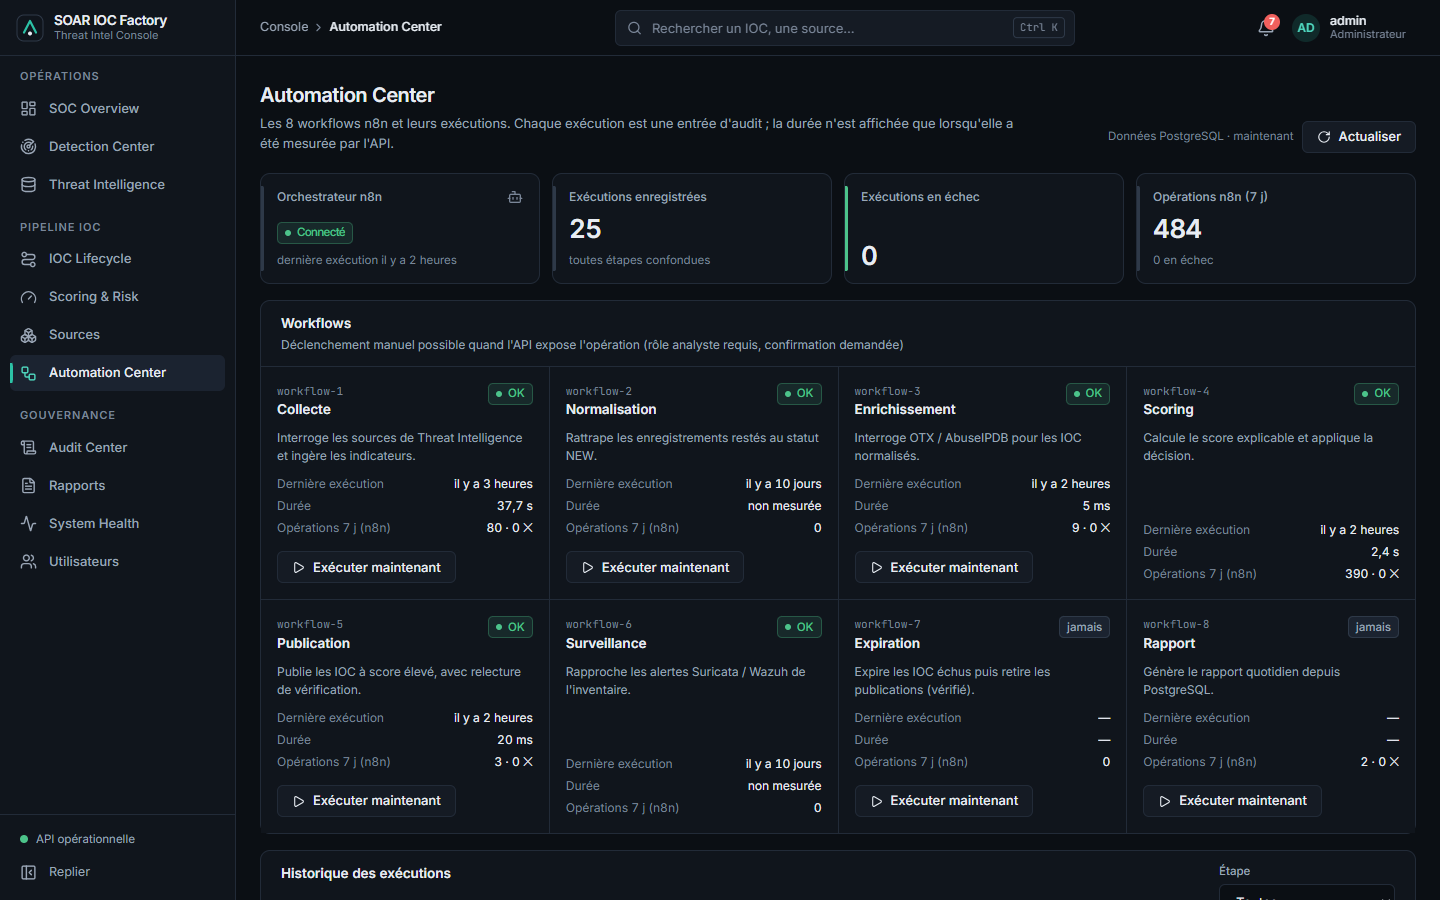 SOAR IOC Factory
Threat Intel Console
Console > Automation Center
Rechercher un IOC, une source...
Ctrl K
7
AD
admin
Administrateur
OPÉRATIONS
SOC Overview
Detection Center
Threat Intelligence
PIPELINE IOC
IOC Lifecycle
Scoring & Risk
Sources
Automation Center
GOUVERNANCE
Audit Center
Rapports
System Health
Utilisateurs
API opérationnelle
Replier
Automation Center
Les 8 workflows n8n et leurs exécutions. Chaque exécution est une entrée d'audit ; la durée n'est affichée que lorsqu'elle a
été mesurée par l'API.
Données PostgreSQL · maintenant
Actualiser
Orchestrateur n8n
Connecté
dernière exécution il y a 2 heures
Exécutions enregistrées
25
toutes étapes confondues
Exécutions en échec
0
Opérations n8n (7 j)
484
0 en échec
Workflows
Déclenchement manuel possible quand l'API expose l'opération (rôle analyste requis, confirmation demandée)
workflow-1
OK
Collecte
Interroge les sources de Threat Intelligence
et ingère les indicateurs.
Dernière exécution il y a 3 heures
Durée 37,7 s
Opérations 7 j (n8n) 80 · 0 X
Exécuter maintenant
workflow-2
OK
Normalisation
Rattrape les enregistrements restés au statut
NEW.
Dernière exécution il y a 10 jours
Durée non mesurée
Opérations 7 j (n8n) 0
Exécuter maintenant
workflow-3
OK
Enrichissement
Interroge OTX / AbuseIPDB pour les IOC
normalisés.
Dernière exécution il y a 2 heures
Durée 5 ms
Opérations 7 j (n8n) 9 · 0 X
Exécuter maintenant
workflow-4
OK
Scoring
Calcule le score explicable et applique la
décision.
Dernière exécution il y a 2 heures
Durée 2,4 s
Opérations 7 j (n8n) 390 · 0 X
workflow-5
OK
Publication
Publie les IOC à score élevé, avec relecture
de vérification.
Dernière exécution il y a 2 heures
Durée 20 ms
Opérations 7 j (n8n) 3 · 0 X
Exécuter maintenant
workflow-6
OK
Surveillance
Rapproche les alertes Suricata / Wazuh de
l'inventaire.
Dernière exécution il y a 10 jours
Durée non mesurée
Opérations 7 j (n8n) 0
workflow-7
jamais
Expiration
Expire les IOC échus puis retire les
publications (vérifié).
Dernière exécution —
Durée —
Opérations 7 j (n8n) 0
Exécuter maintenant
workflow-8
jamais
Rapport
Génère le rapport quotidien depuis
PostgreSQL.
Dernière exécution —
Durée —
Opérations 7 j (n8n) 2 · 0 X
Exécuter maintenant
Historique des exécutions
Étape